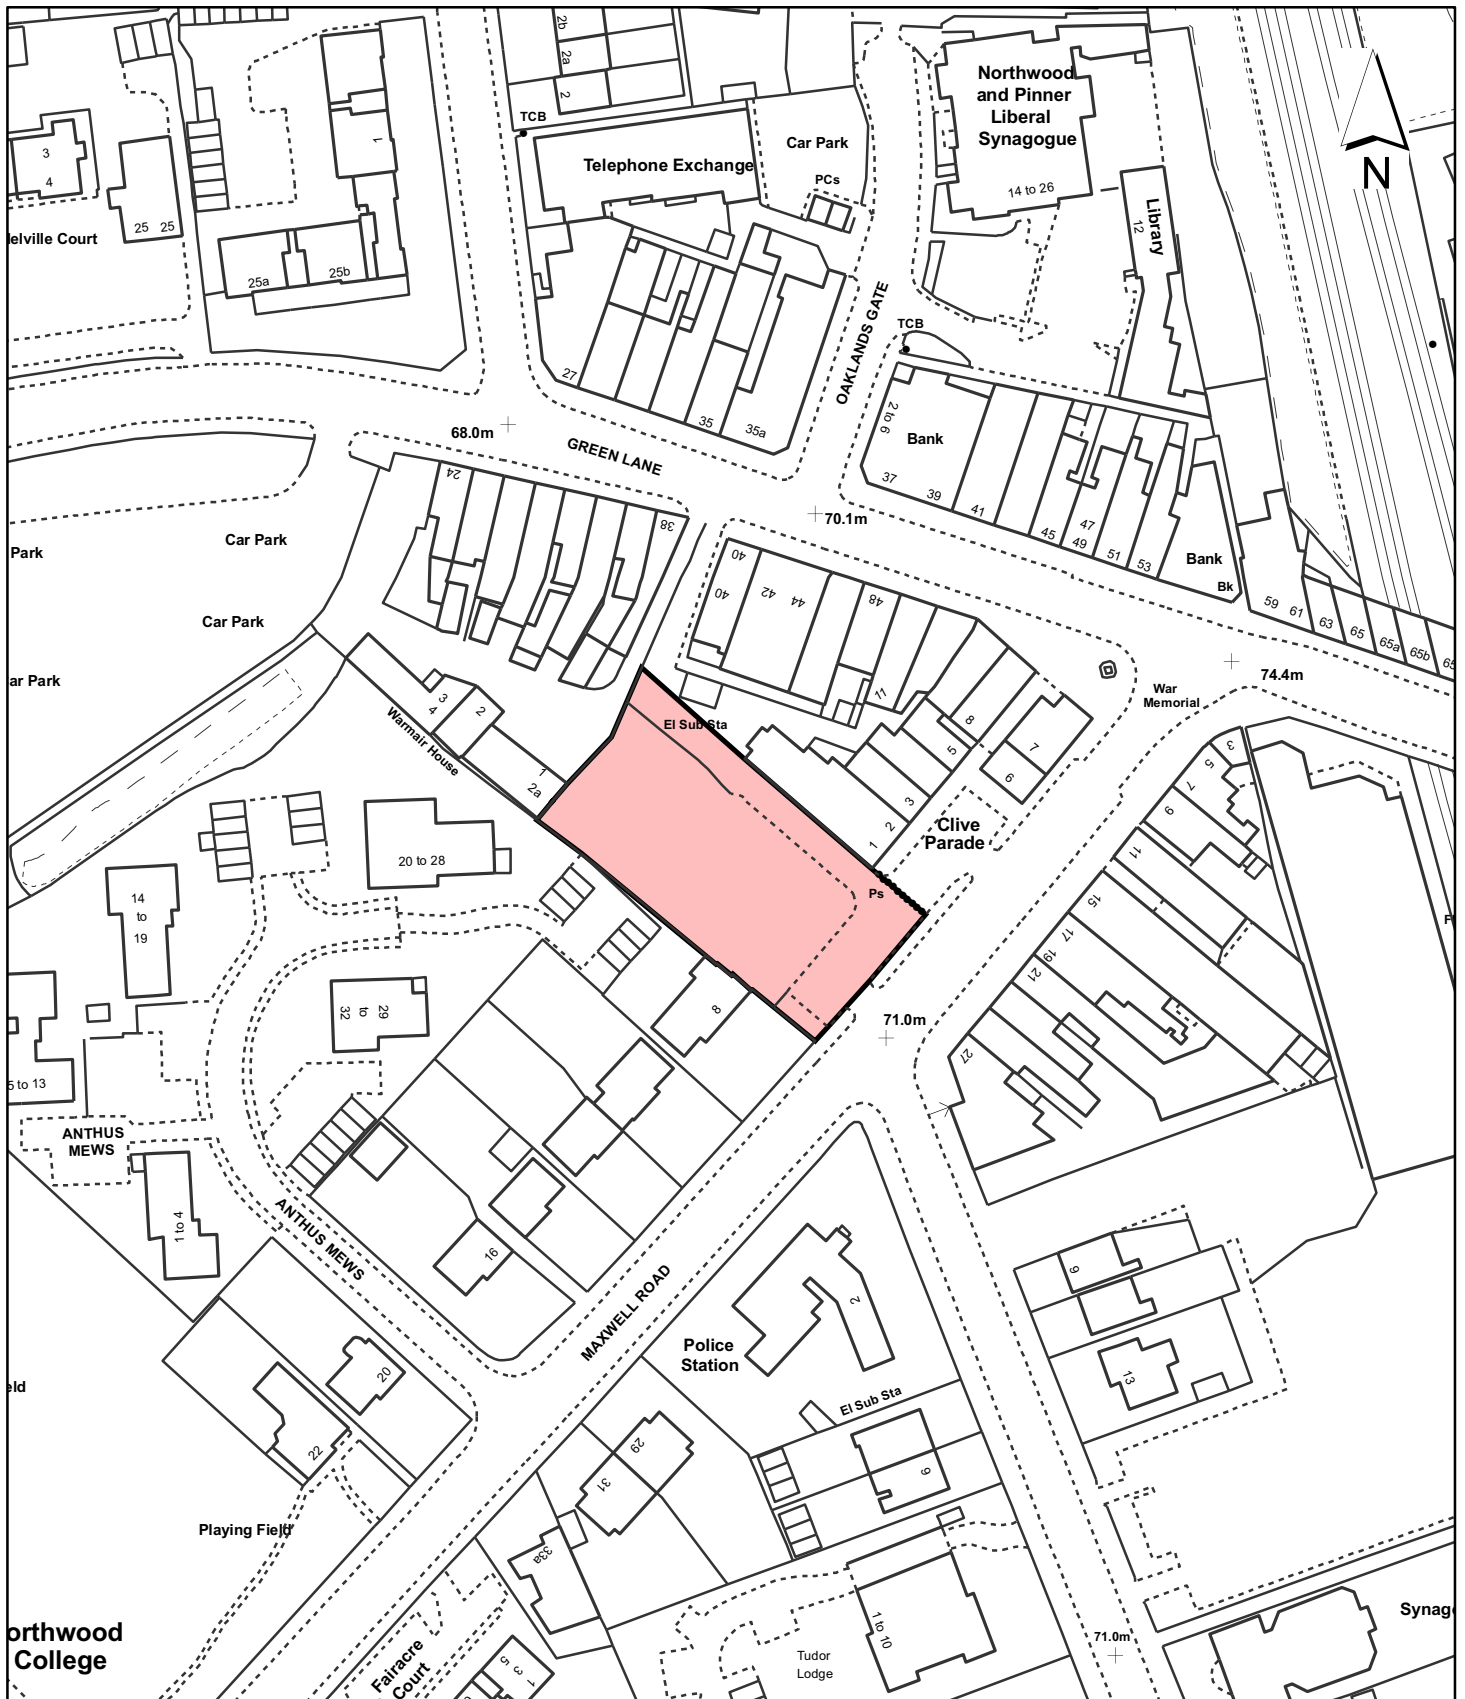 2b
2a
2
TCB
Telephone Exchange
Car Park
PCs
Northwood
and Pinner
Liberal
Synagogue
14 to 26
Library
12
N
3
4
25 25
1
elville Court
25a
25b
OAKLANDS GATE
TCB
27
35
35a
2 to 6
Bank
37
39
41
45
47
49
51
53
Bank
Bk
59
61
63
65
65a
65b
68.0m
GREEN LANE
24
38
70.1m
Park
Car Park
Car Park
ar Park
40
40
42
44
48
11
74.4m
War
Memorial
3
4
2
Warmair House
1
2a
El Sub Sta
8
5
7
6
3
2
1
Clive
Parade
Ps
3
5
7
9
11
15
17
19
21
27
20 to 28
14
to
19
32
to
29
8
71.0m
5 to 13
ANTHUS
MEWS
1 to 4
ANTHUS MEWS
16
MAXWELL ROAD
Police
Station
2
El Sub Sta
9
9
13
20
22
29
31
33a
Playing Field
eld
orthwood
College
Fairacre
Court
5
3
1
1 to 10
Tudor
Lodge
71.0m
Synag